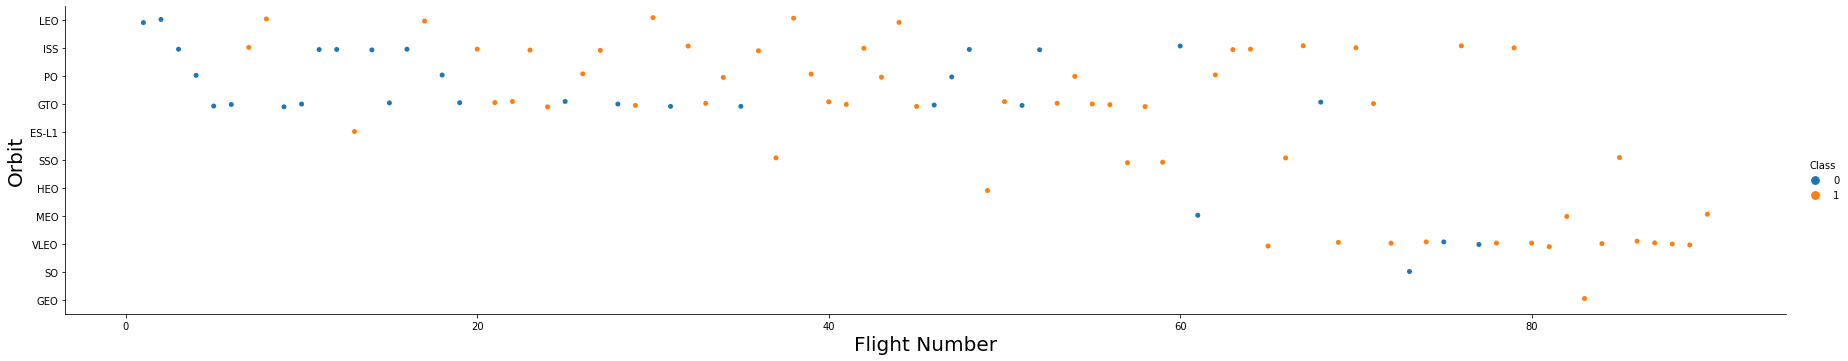 LEO
ISS
PO
GTO
ES-L1
SSO
HEO
MEO
VLEO
SO
GEO
Orbit
0 20 40 60 80
Flight Number
Class
0
1